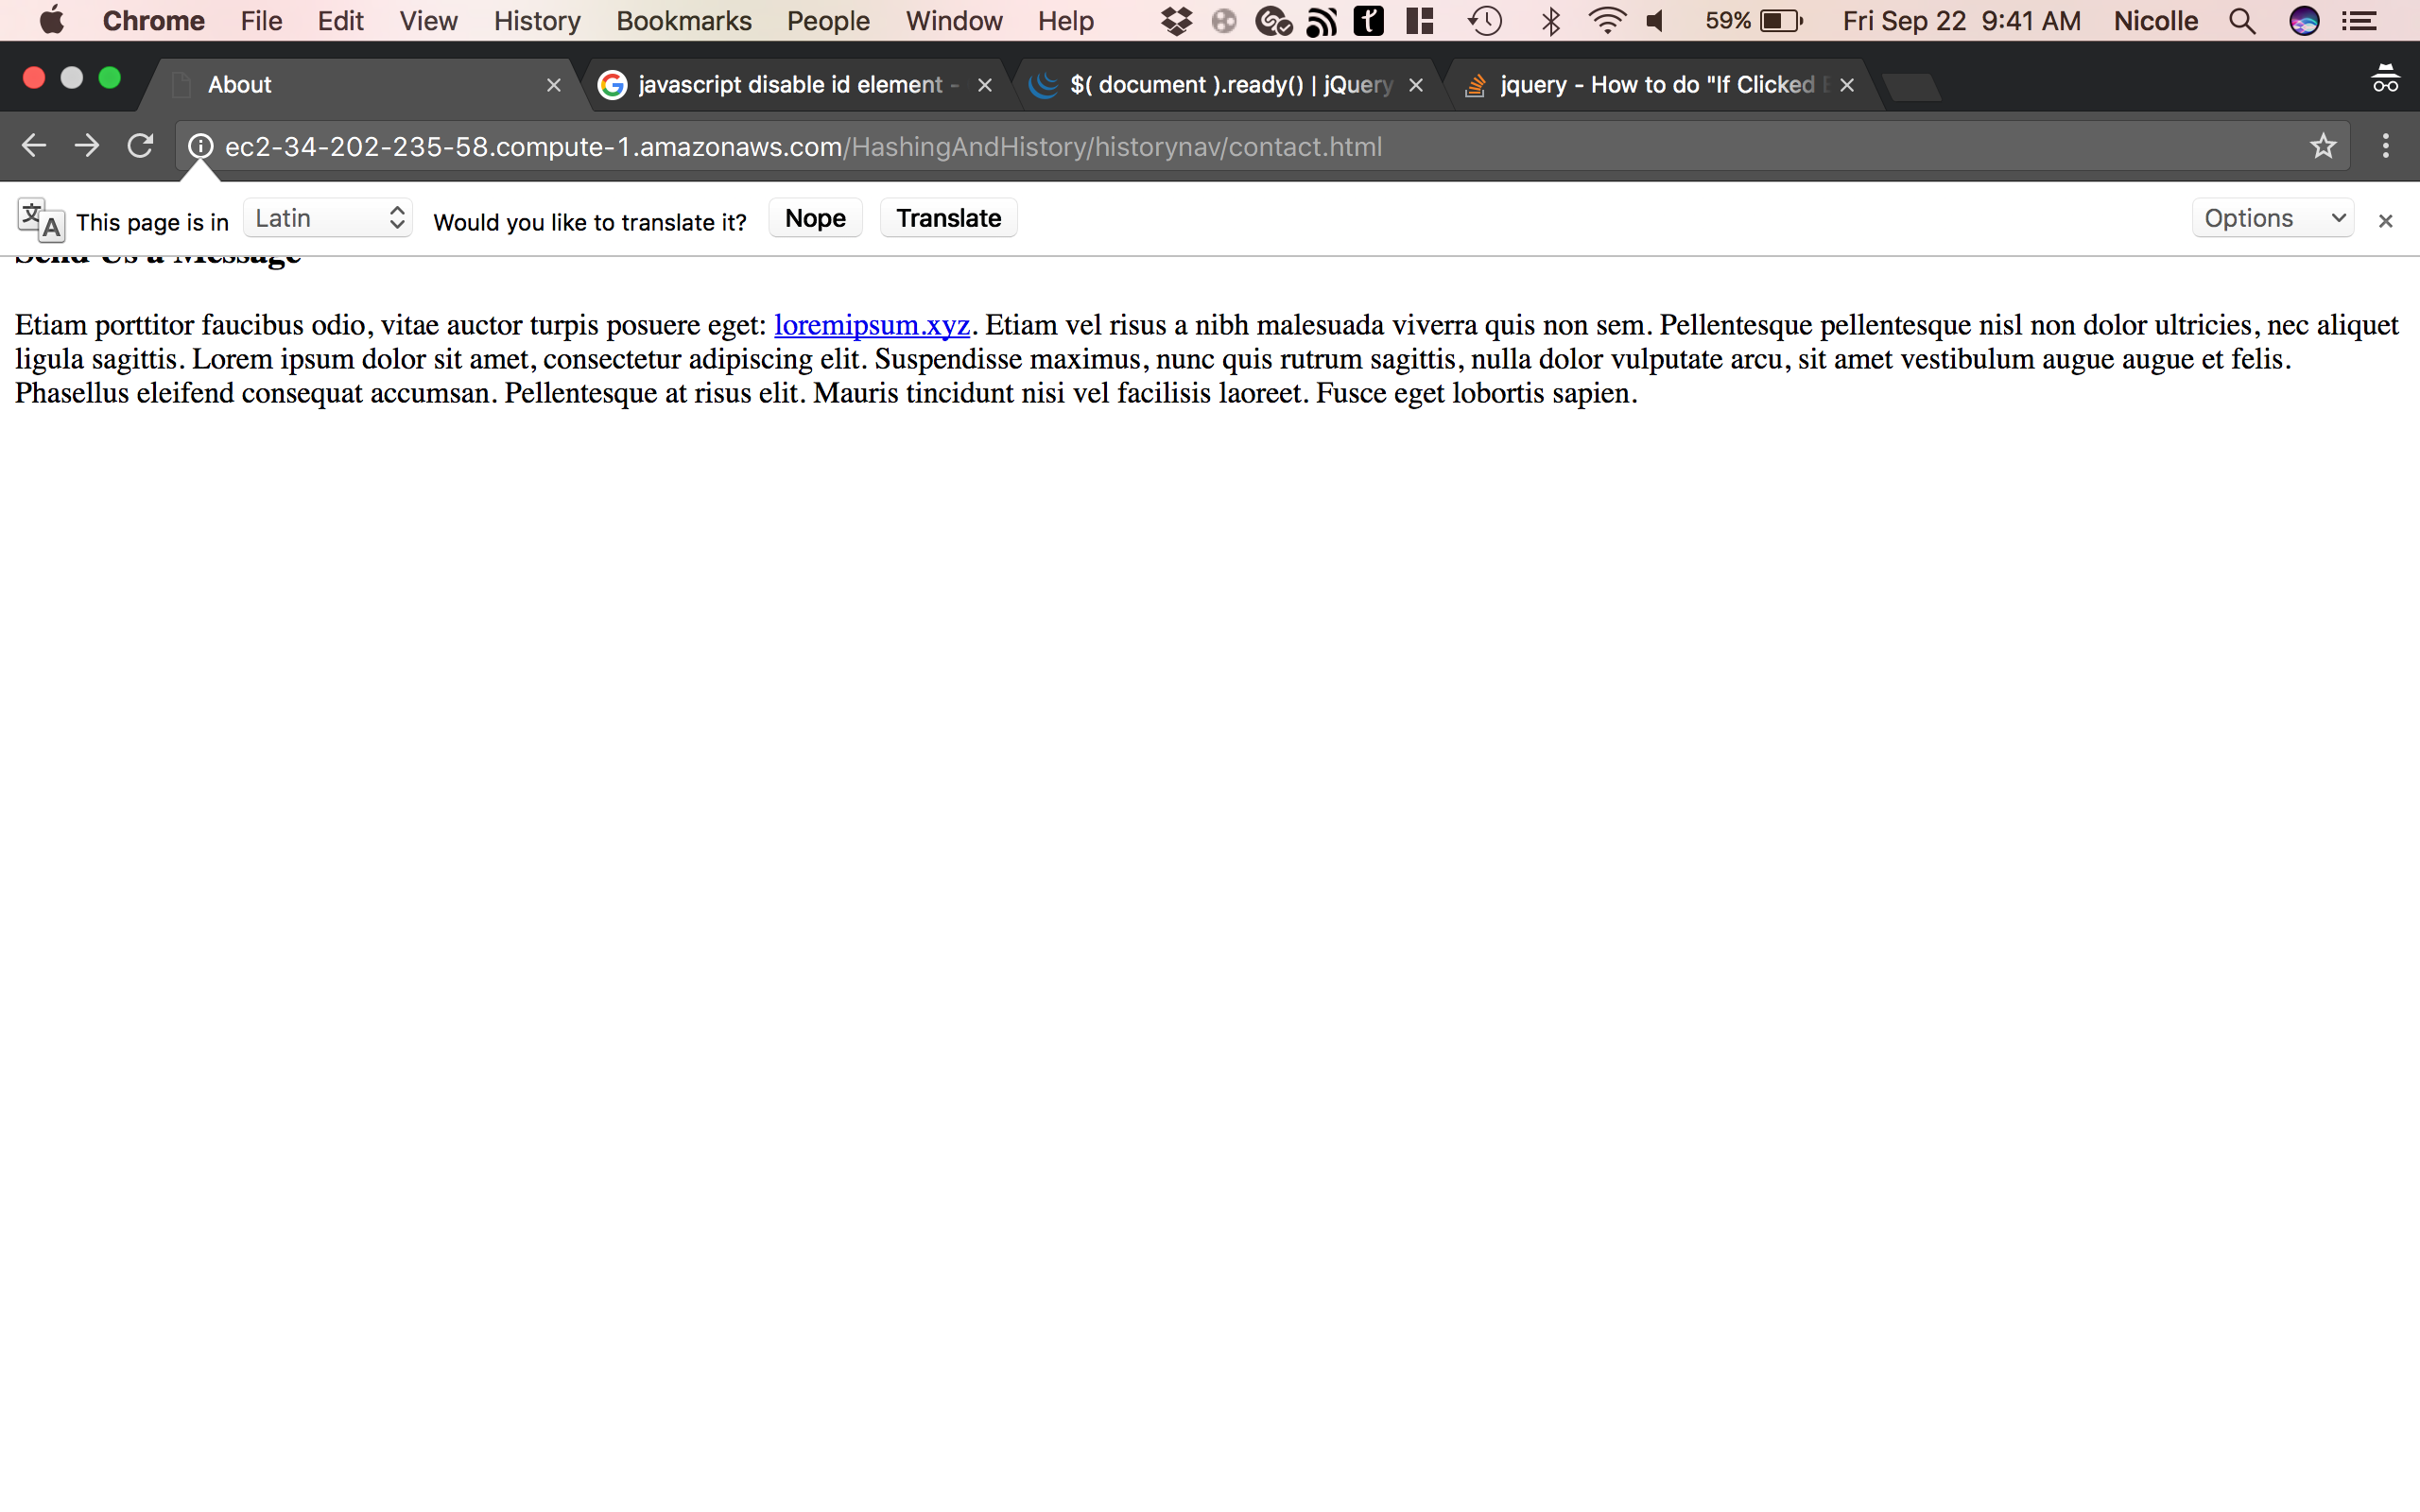 Chrome File Edit View History Bookmarks People Window Help 59% Fri Sep 22 9:41 AM Nicolle
About javascript disable id element - $( document ).ready() | jQuery jquery - How to do "If Clicked
ec2-34-202-235-58.compute-1.amazonaws.com/HashingAndHistory/historynav/contact.html
This page is in Latin Would you like to translate it? Nope Translate Options
Send Us a Message
Etiam porttitor faucibus odio, vitae auctor turpis posuere eget: loremipsum.xyz. Etiam vel risus a nibh malesuada viverra quis non sem. Pellentesque pellentesque nisl non dolor ultricies, nec aliquet
ligula sagittis. Lorem ipsum dolor sit amet, consectetur adipiscing elit. Suspendisse maximus, nunc quis rutrum sagittis, nulla dolor vulputate arcu, sit amet vestibulum augue augue et felis.
Phasellus eleifend consequat accumsan. Pellentesque at risus elit. Mauris tincidunt nisi vel facilisis laoreet. Fusce eget lobortis sapien.